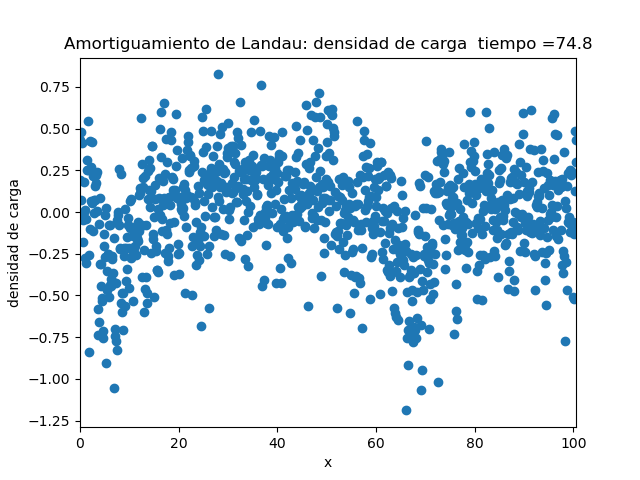 Amortiguamiento de Landau: densidad de carga  tiempo =74.8
0.75
0.50
0.25
0.00
−0.25
−0.50
−0.75
−1.00
−1.25
densidad de carga
0 20 40 60 80 100
x